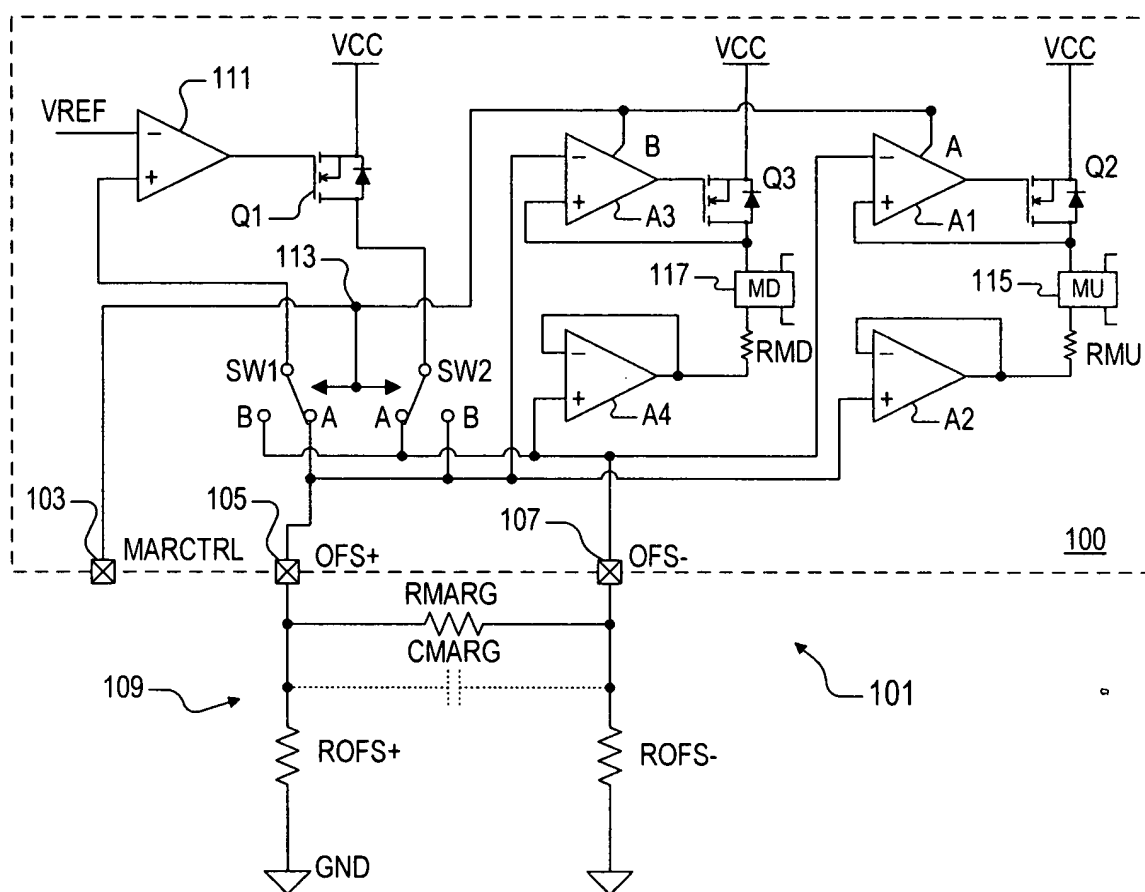 VCC
VCC
VCC
111
VREF
B
A
Q3
Q2
Q1
A3
A1
113
117
MD
115
MU
RMD
RMU
SW1
SW2
B
A
A
B
A4
A2
103
105
107
MARCTRL
OFS+
OFS-
100
RMARG
CMARG
109
101
ROFS+
ROFS-
GND